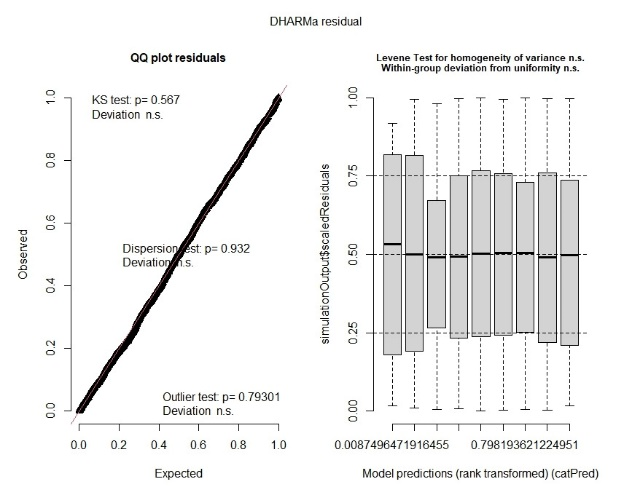 DHARMa residual
QQ plot residuals
KS test: p= 0.567
Deviation n.s.
Dispersion test: p= 0.932
Deviation n.s.
Outlier test: p= 0.79301
Deviation n.s.
Observed
0.0
0.2
0.4
0.6
0.8
1.0
0.0 0.2 0.4 0.6 0.8 1.0
Expected
Levene Test for homogeneity of variance n.s.
Within-group deviation from uniformity n.s.
simulationOutput$scaledResiduals
0.00
0.25
0.50
0.75
1.00
0.0087496471916455 0.798193621224951
Model predictions (rank transformed) (catPred)